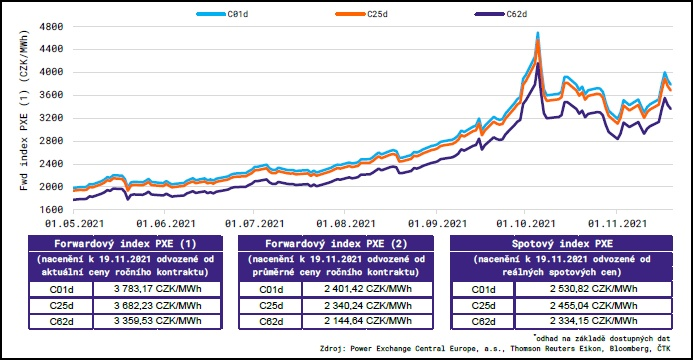 C01d C25d C62d
Fwd index PXE (1) (CZK/MWh)
4800
4400
4000
3600
3200
2800
2400
2000
1600
01.05.2021 01.06.2021 01.07.2021 01.08.2021 01.09.2021 01.10.2021 01.11.2021
Forwardový index PXE (1)
(nacenění k 19.11.2021 odvozené od
aktuální ceny ročního kontraktu)
C01d 3 783,17 CZK/MWh
C25d 3 682,23 CZK/MWh
C62d 3 359,53 CZK/MWh
Forwardový index PXE (2)
(nacenění k 19.11.2021 odvozené od
průměrné ceny ročního kontraktu)
C01d 2 401,42 CZK/MWh
C25d 2 340,24 CZK/MWh
C62d 2 144,64 CZK/MWh
Spotový index PXE
(nacenění k 19.11.2021 odvozené od
reálných spotových cen)
C01d 2 530,82 CZK/MWh
C25d 2 455,04 CZK/MWh
C62d 2 334,15 CZK/MWh
*odhad na základě dostupných dat
Zdroj: Power Exchange Central Europe, a.s., Thomson Reuters Eikon, Bloomberg, ČTK